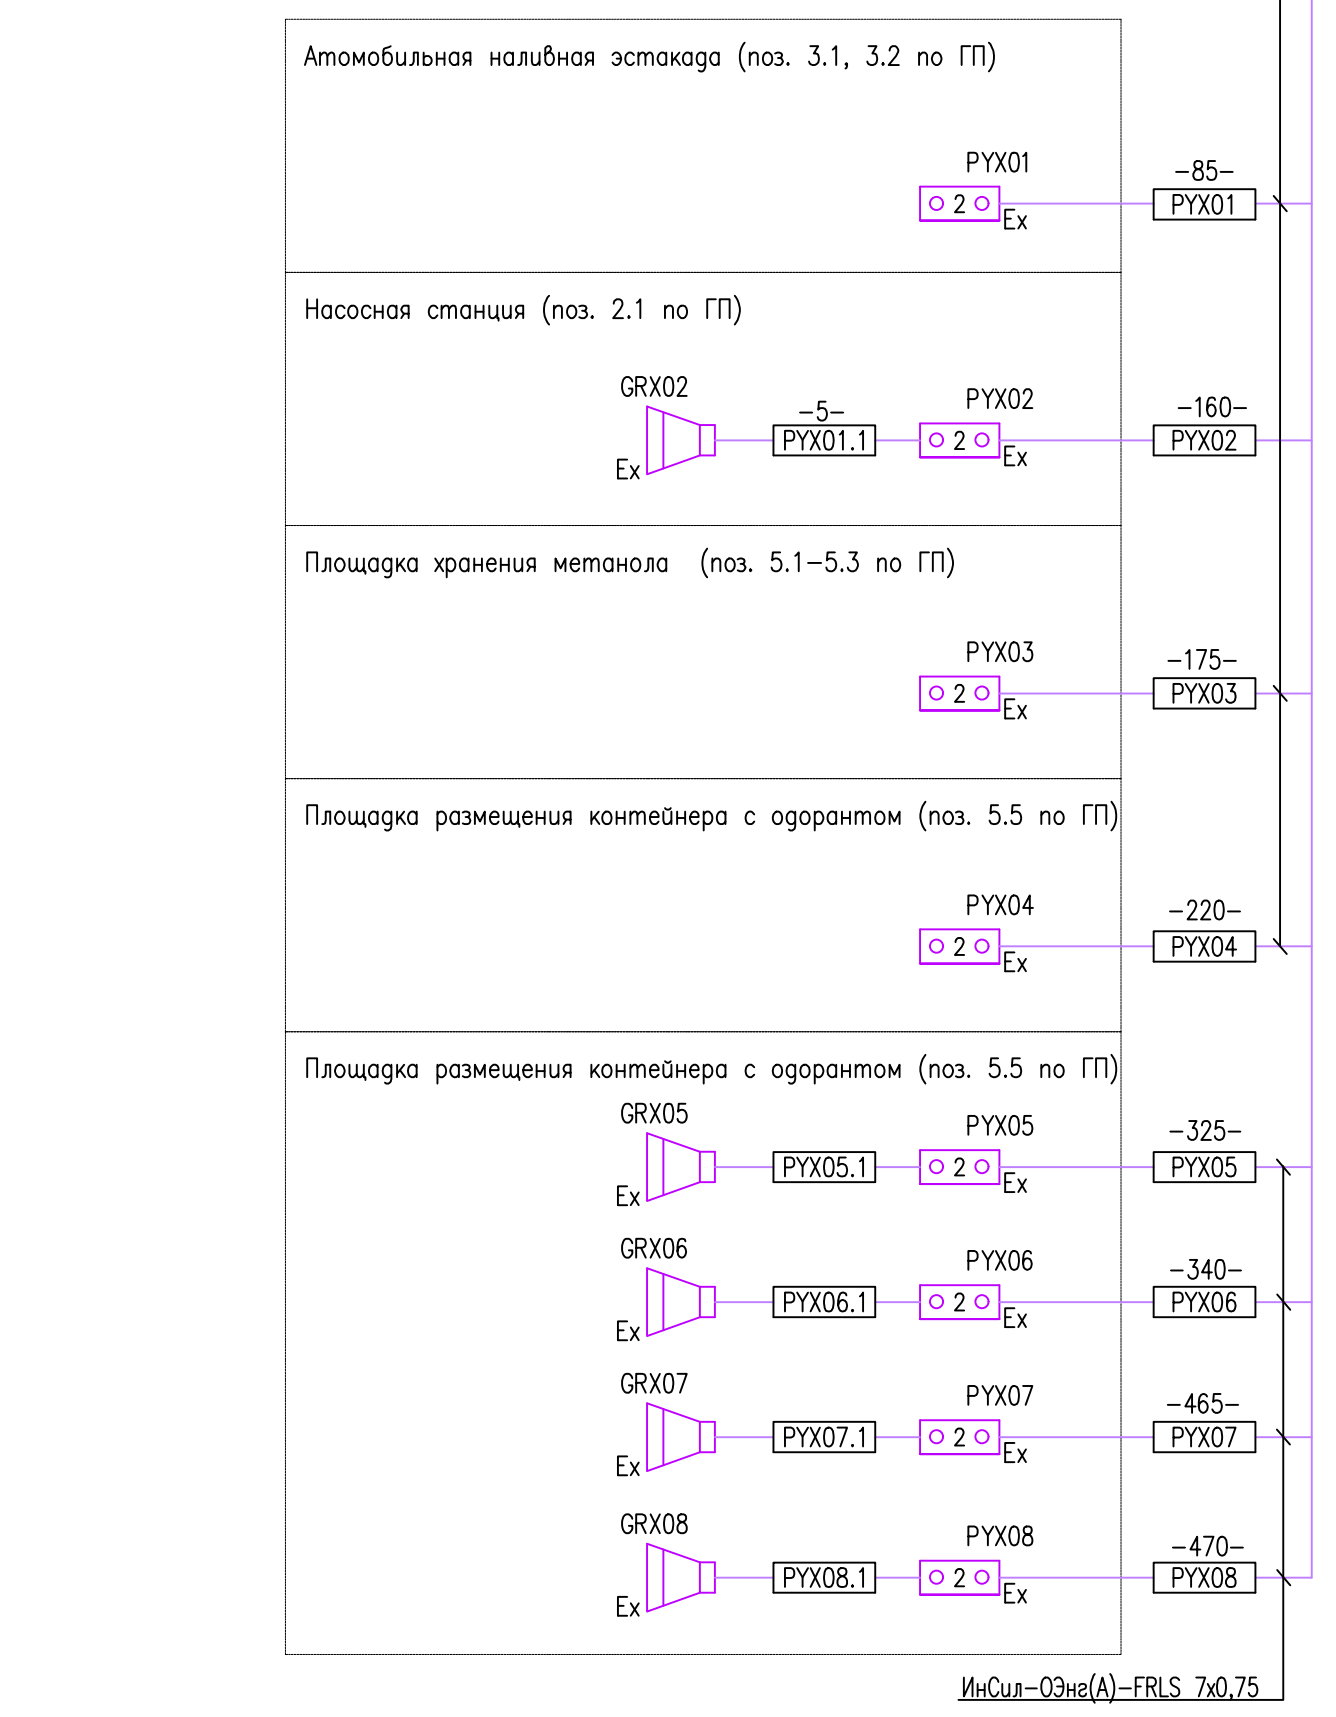 Атомобильная наливная эстакада (поз. 3.1, 3.2 по ГП)
PYX01
2
Ex
-85-
PYX01
Насосная станция (поз. 2.1 по ГП)
GRX02
Ex
-5-
PYX01.1
PYX02
2
Ex
-160-
PYX02
Площадка хранения метанола (поз. 5.1-5.3 по ГП)
PYX03
2
Ex
-175-
PYX03
Площадка размещения контейнера с одорантом (поз. 5.5 по ГП)
PYX04
2
Ex
-220-
PYX04
Площадка размещения контейнера с одорантом (поз. 5.5 по ГП)
GRX05
Ex
PYX05.1
PYX05
2
Ex
-325-
PYX05
GRX06
Ex
PYX06.1
PYX06
2
Ex
-340-
PYX06
GRX07
Ex
PYX07.1
PYX07
2
Ex
-465-
PYX07
GRX08
Ex
PYX08.1
PYX08
2
Ex
-470-
PYX08
ИнСил-ОЭнг(А)-FRLS 7x0,75